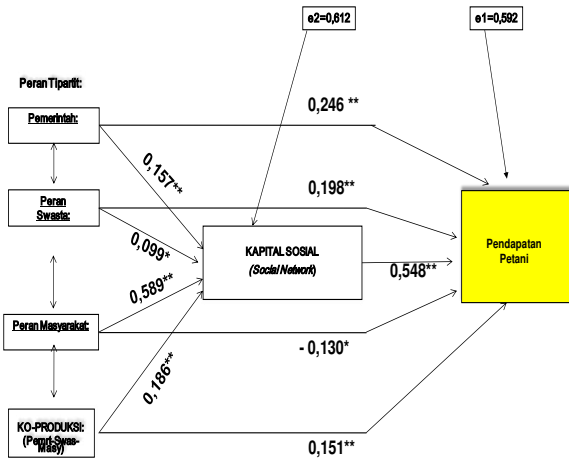 e2=0,612
e1=0,592
Peran Tipartit:
Pemerintah:
0,246 **
0,157**
Peran
Swasta:
0,198**
0,099*
KAPITAL SOSIAL
(Social Network)
0,548**
Pendapatan
Petani
0,589**
Peran Masyarakat:
- 0,130*
0,186**
KO-PRODUKSI:
(Pemrt-Swas-
Masy)
0,151**